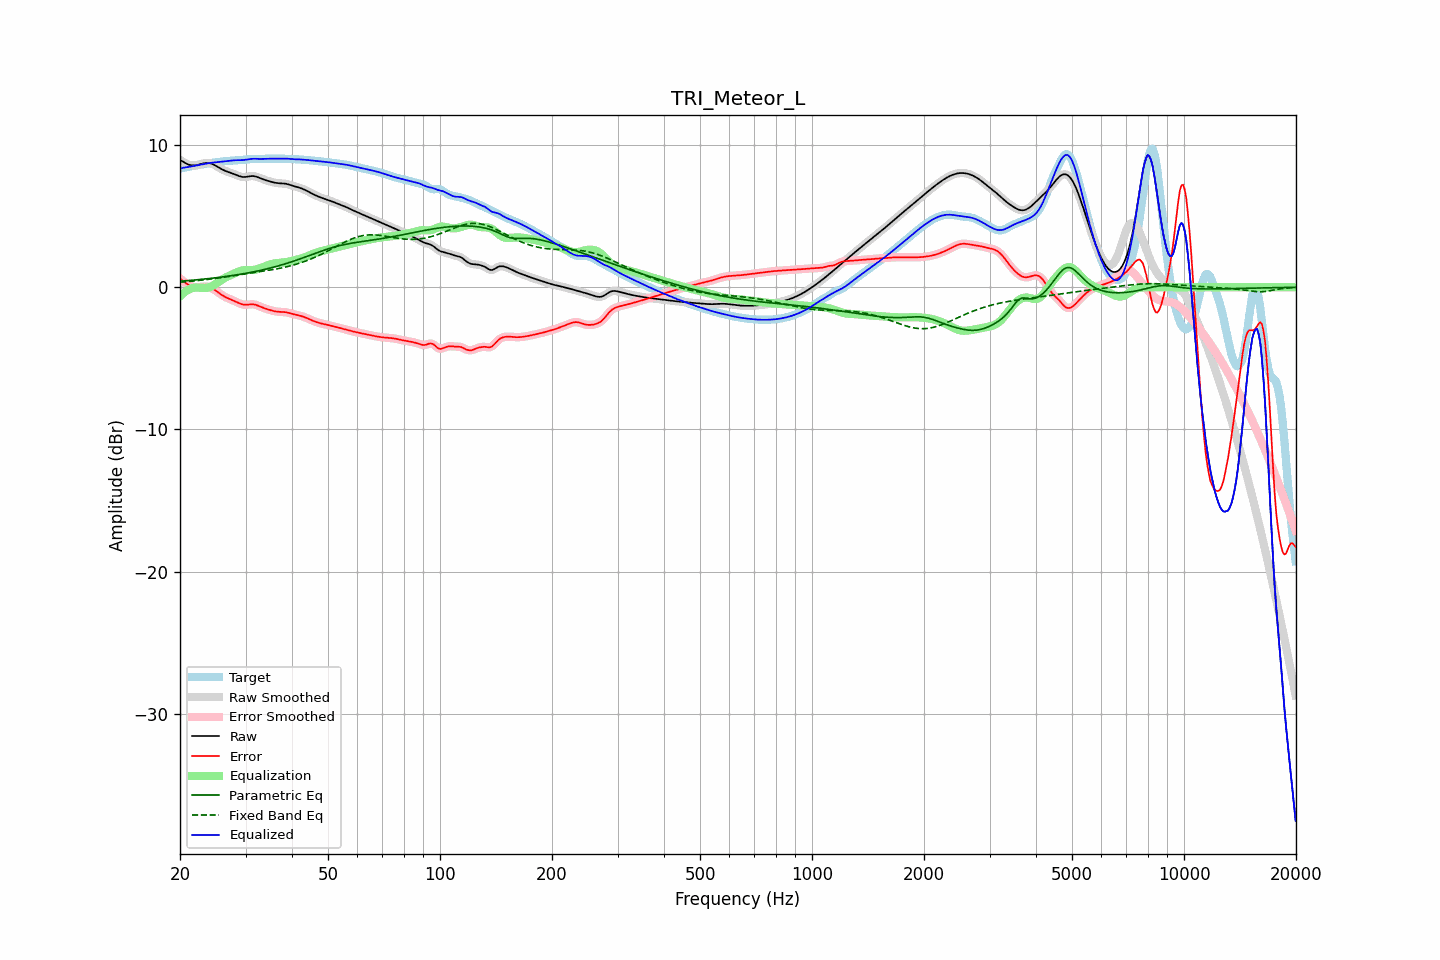 TRI_Meteor_L
Amplitude (dBr)
10
0
−10
−20
−30
Target
Raw Smoothed
Error Smoothed
Raw
Error
Equalization
Parametric Eq
Fixed Band Eq
Equalized
20 50 100 200 500 1000 2000 5000 10000 20000
Frequency (Hz)